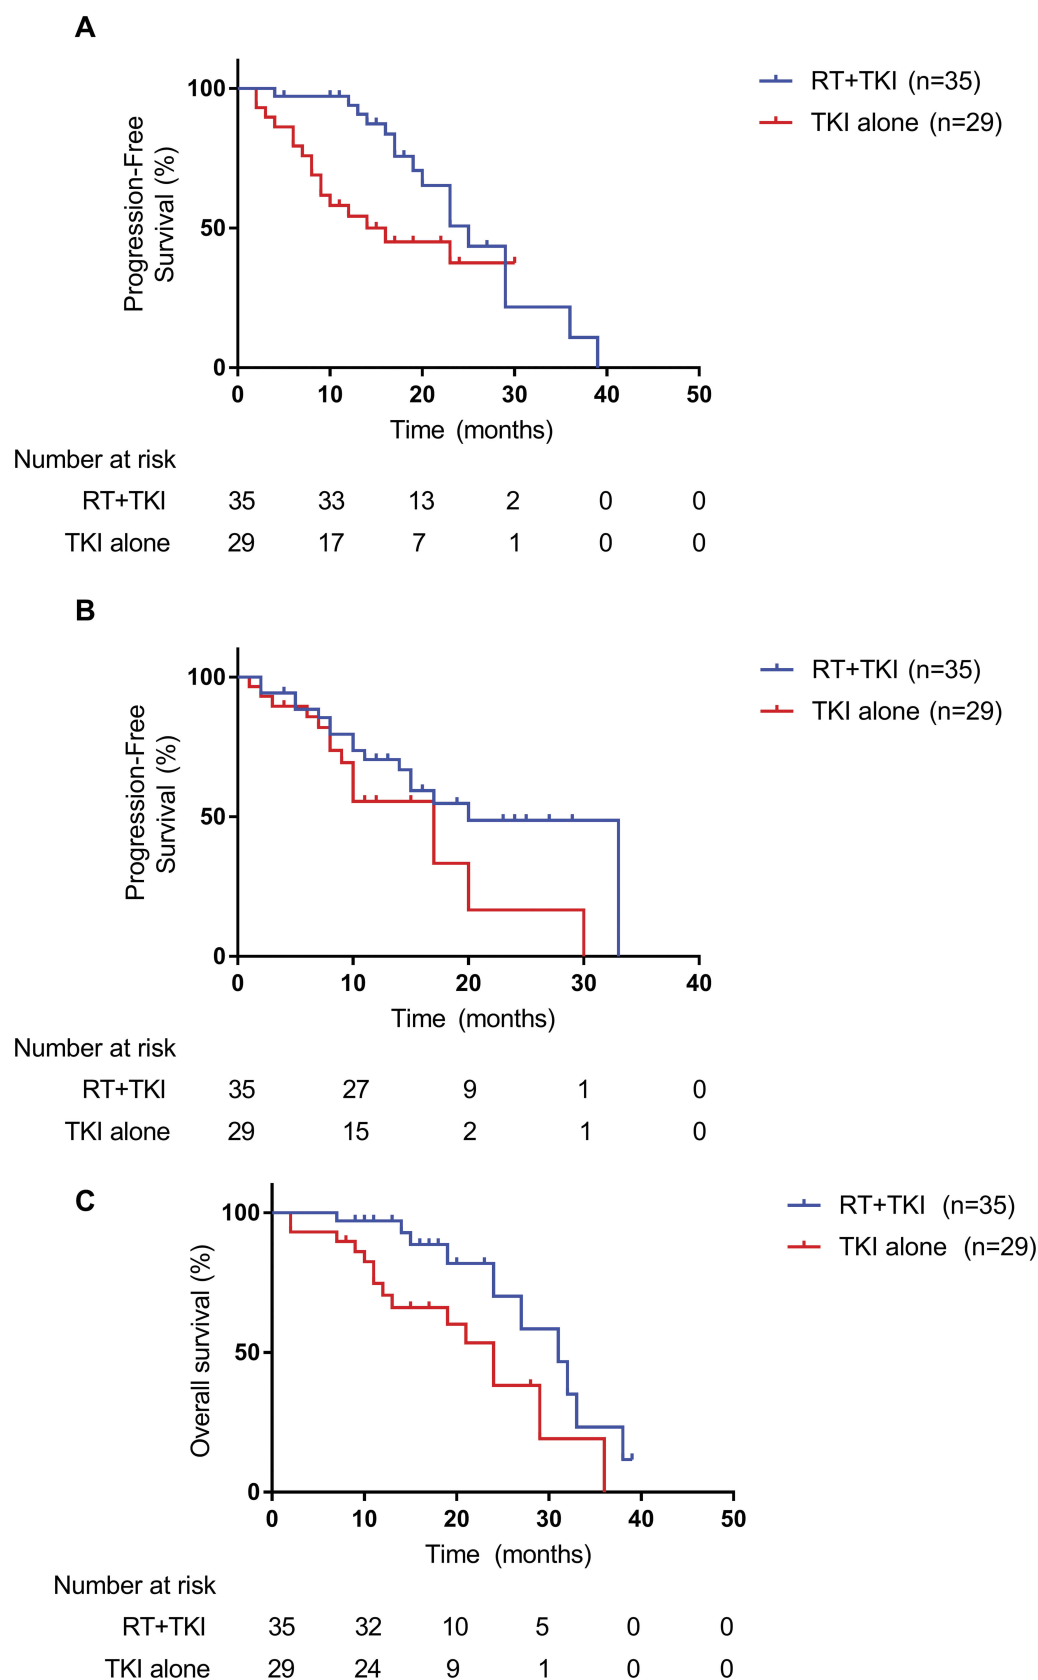 A
100
50
0
Progression-Free
Survival (%)
RT+TKI (n=35)
TKI alone (n=29)
0 10 20 30 40 50
Time (months)
Number at risk
RT+TKI 35 33 13 2 0 0
TKI alone 29 17 7 1 0 0
B
100
50
0
Progression-Free
Survival (%)
RT+TKI (n=35)
TKI alone (n=29)
0 10 20 30 40
Time (months)
Number at risk
RT+TKI 35 27 9 1 0
TKI alone 29 15 2 1 0
C
100
50
0
Overall survival (%)
RT+TKI (n=35)
TKI alone (n=29)
0 10 20 30 40 50
Time (months)
Number at risk
RT+TKI 35 32 10 5 0 0
TKI alone 29 24 9 1 0 0